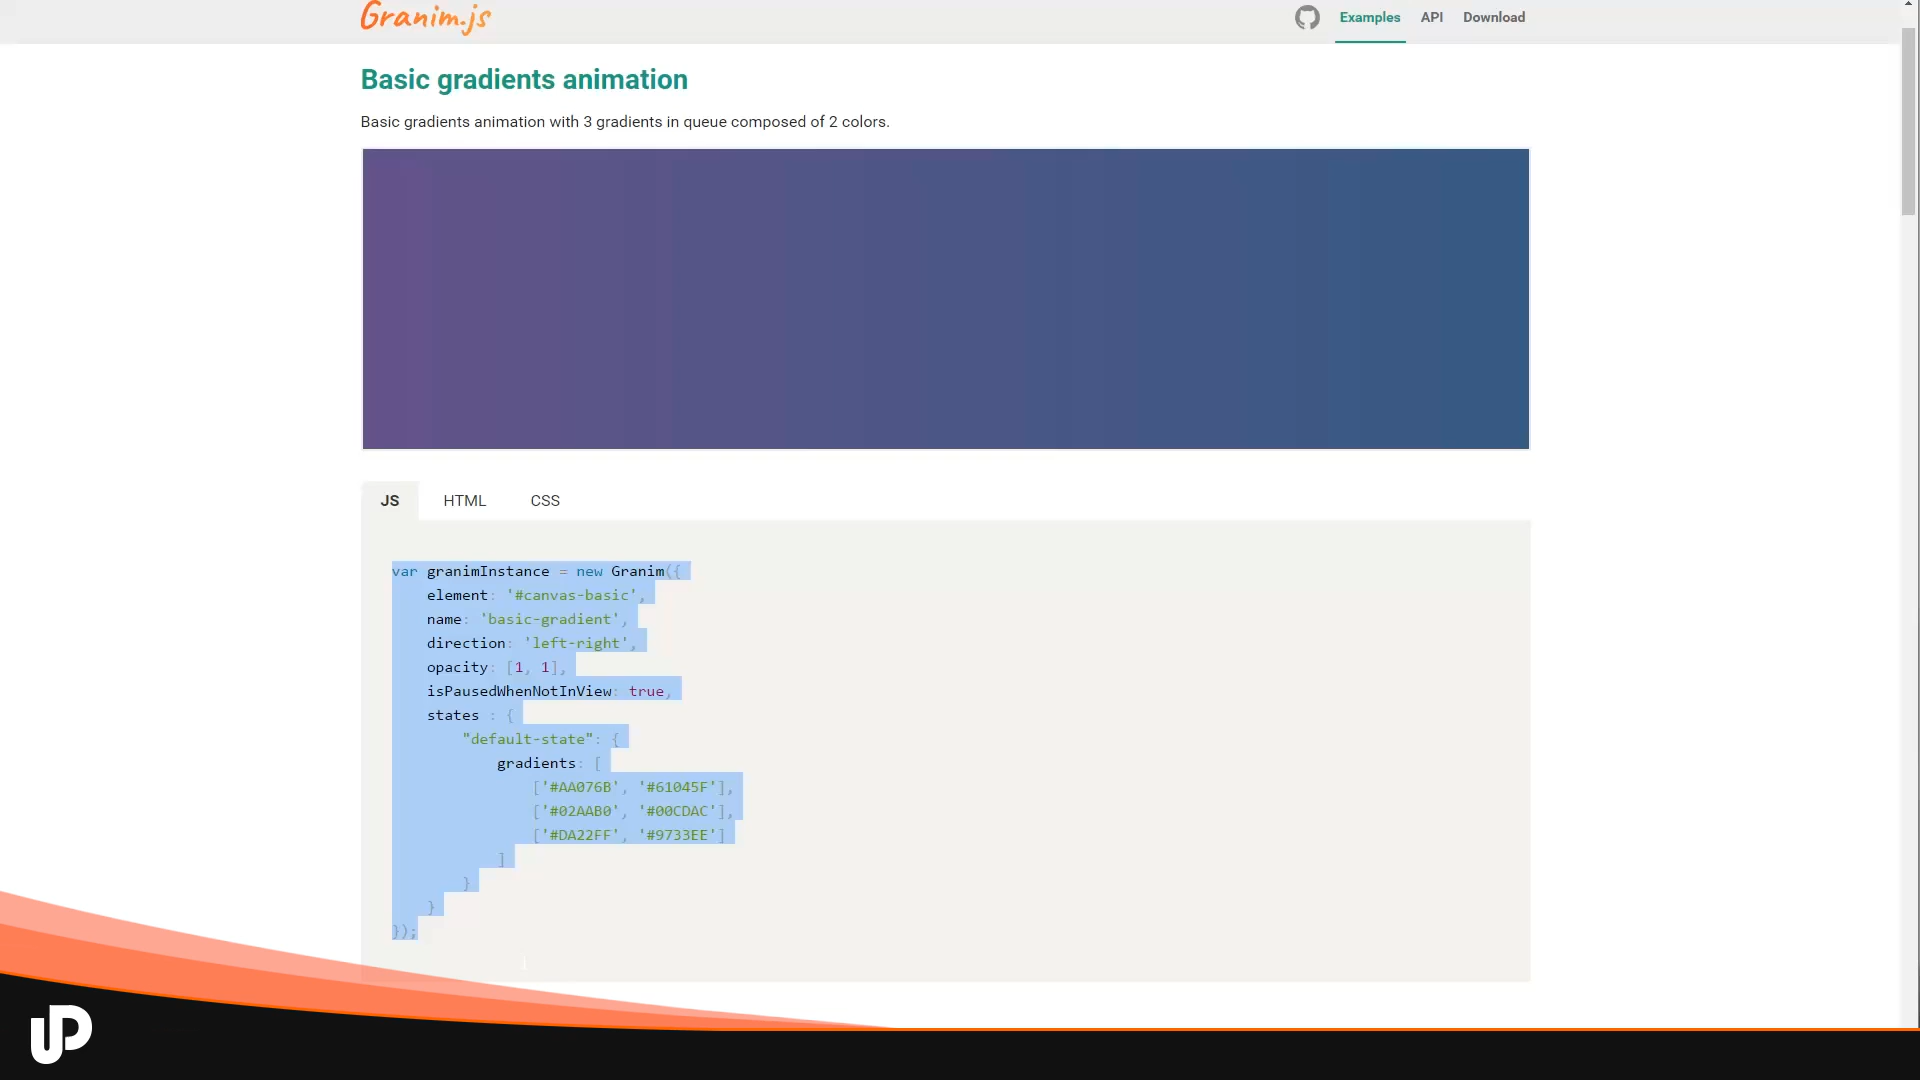 Granim.js
Examples API Download
Basic gradients animation
Basic gradients animation with 3 gradients in queue composed of 2 colors.
JS HTML CSS
var granimInstance = new Granim({
    element: '#canvas-basic',
    name: 'basic-gradient',
    direction: 'left-right',
    opacity: [1, 1],
    isPausedWhenNotInView: true,
    states : {
        "default-state": {
            gradients: [
                ['#AA076B', '#61045F'],
                ['#02AAB0', '#00CDAC'],
                ['#DA22FF', '#9733EE']
            ]
        }
    }
});
UP